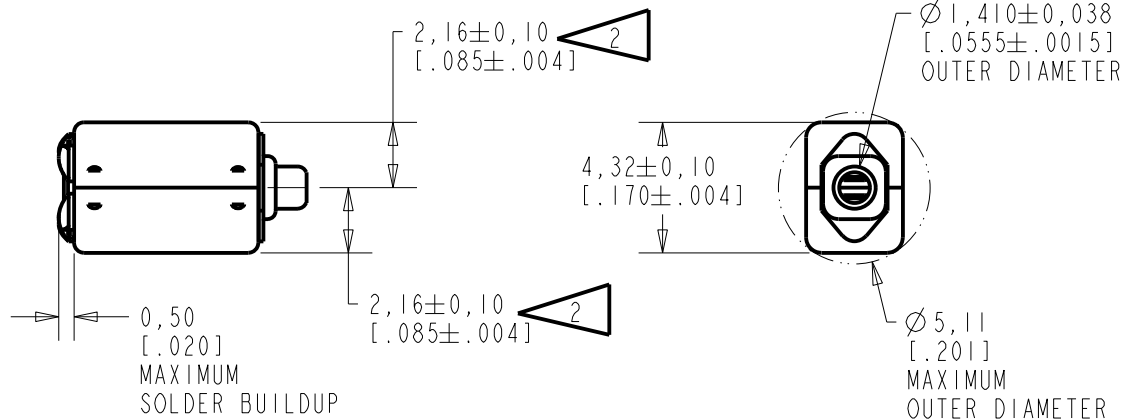 2,16±0,10
[.085±.004]
2
Ø1,410±0,038
[.0555±.0015]
OUTER DIAMETER
4,32±0,10
[.170±.004]
2,16±0,10
[.085±.004]
2
0,50
[.020]
MAXIMUM
SOLDER BUILDUP
Ø5,11
[.201]
MAXIMUM
OUTER DIAMETER